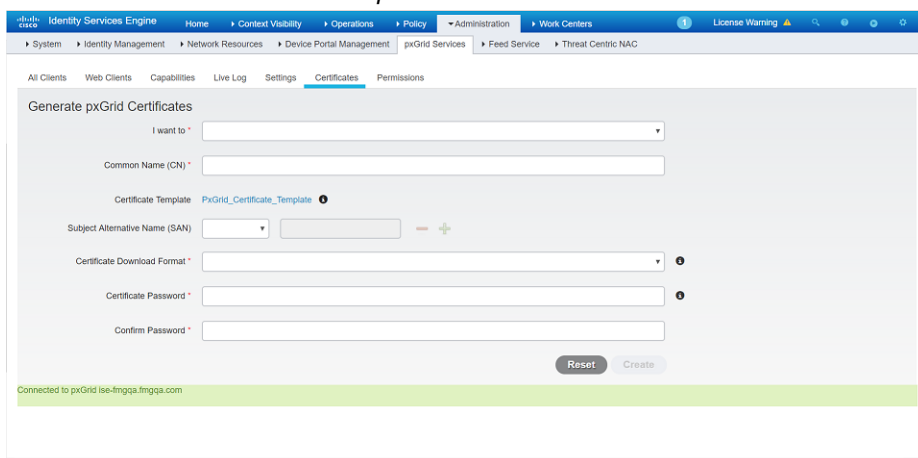 cisco Identity Services Engine Home Context Visibility Operations Policy Administration Work Centers 1 License Warning
System Identity Management Network Resources Device Portal Management pxGrid Services Feed Service Threat Centric NAC
All Clients Web Clients Capabilities Live Log Settings Certificates Permissions
Generate pxGrid Certificates
I want to *
Common Name (CN) *
Certificate Template PxGrid_Certificate_Template
Subject Alternative Name (SAN)
Certificate Download Format *
Certificate Password *
Confirm Password *
Reset Create
Connected to pxGrid ise-fmgqa.fmgqa.com